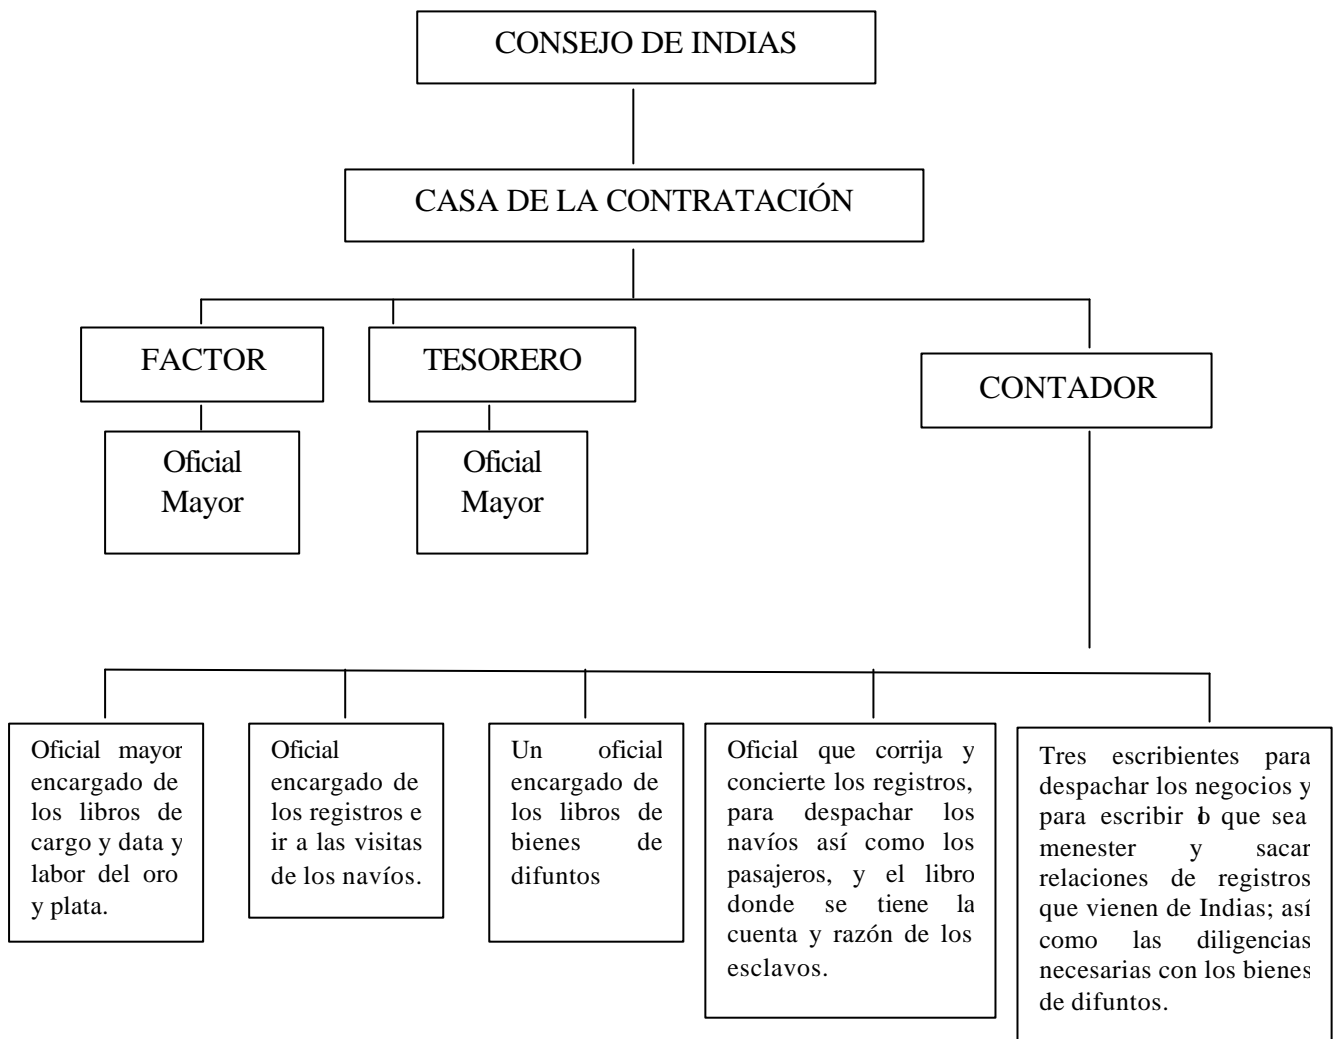 CONSEJO DE INDIAS
CASA DE LA CONTRATACIÓN
FACTOR
TESORERO
CONTADOR
Oficial
Mayor
Oficial
Mayor
Oficial mayor
encargado de
los libros de
cargo y data y
labor del oro
y plata.
Oficial
encargado de
los registros e
ir a las visitas
de los navíos.
Un oficial
encargado de
los libros de
bienes de
difuntos
Oficial que corrija y
concierte los registros,
para despachar los
navíos así como los
pasajeros, y el libro
donde se tiene la
cuenta y razón de los
esclavos.
Tres escribientes para
despachar los negocios y
para escribir lo que sea
menester y sacar
relaciones de registros
que vienen de Indias; así
como las diligencias
necesarias con los bienes
de difuntos.